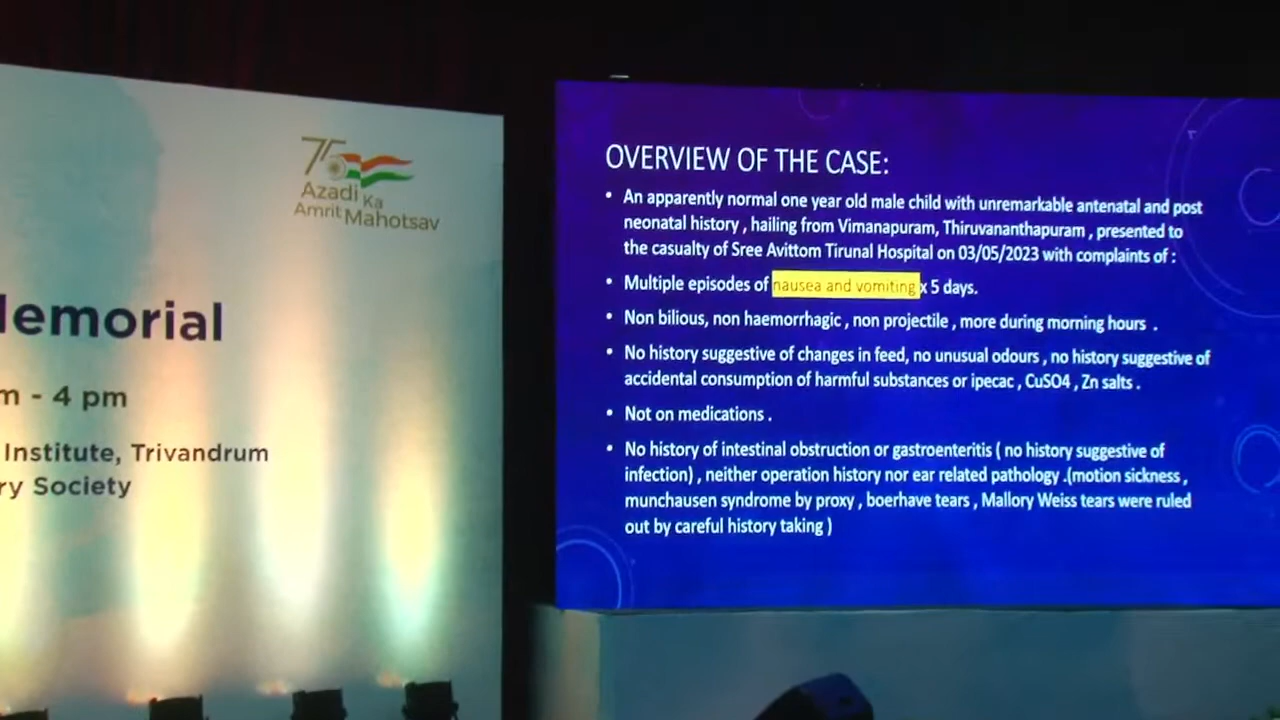 75
Azadi Ka
Amrit Mahotsav
Memorial
m - 4 pm
Institute, Trivandrum
ry Society
OVERVIEW OF THE CASE:
• An apparently normal one year old male child with unremarkable antenatal and post
neonatal history , hailing from Vimanapuram, Thiruvananthapuram , presented to
the casualty of Sree Avittom Tirunal Hospital on 03/05/2023 with complaints of :
• Multiple episodes of nausea and vomiting x 5 days.
• Non bilious, non haemorrhagic , non projectile , more during morning hours .
• No history suggestive of changes in feed, no unusual odours , no history suggestive of
accidental consumption of harmful substances or ipecac , CuSO4 , Zn salts .
• Not on medications .
• No history of intestinal obstruction or gastroenteritis ( no history suggestive of
infection) , neither operation history nor ear related pathology .(motion sickness ,
munchausen syndrome by proxy , boerhave tears , Mallory Weiss tears were ruled
out by careful history taking )